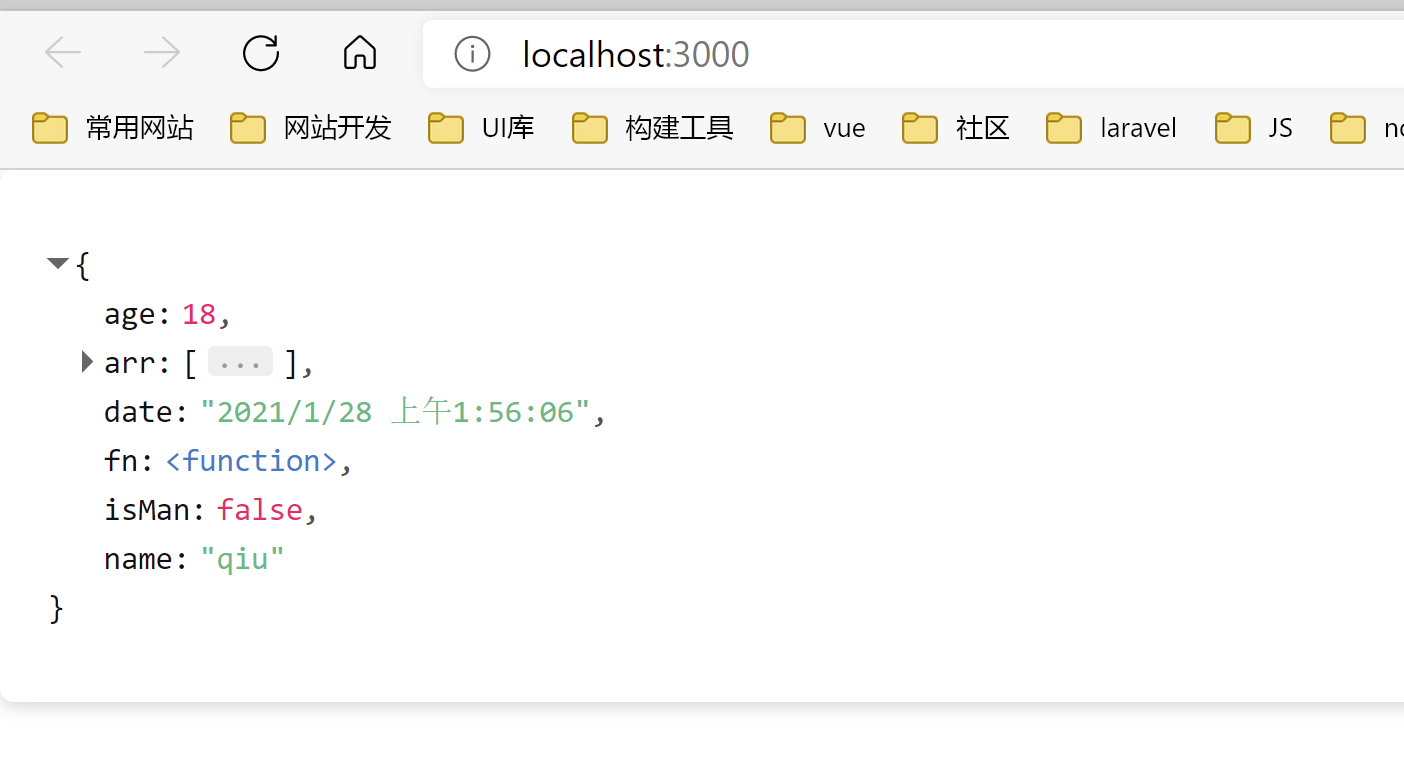 localhost:3000
常用网站 网站开发 UI库 构建工具 vue 社区 laravel JS
{
age: 18,
arr: [ ... ],
date: "2021/1/28 上午1:56:06",
fn: <function>,
isMan: false,
name: "qiu"
}